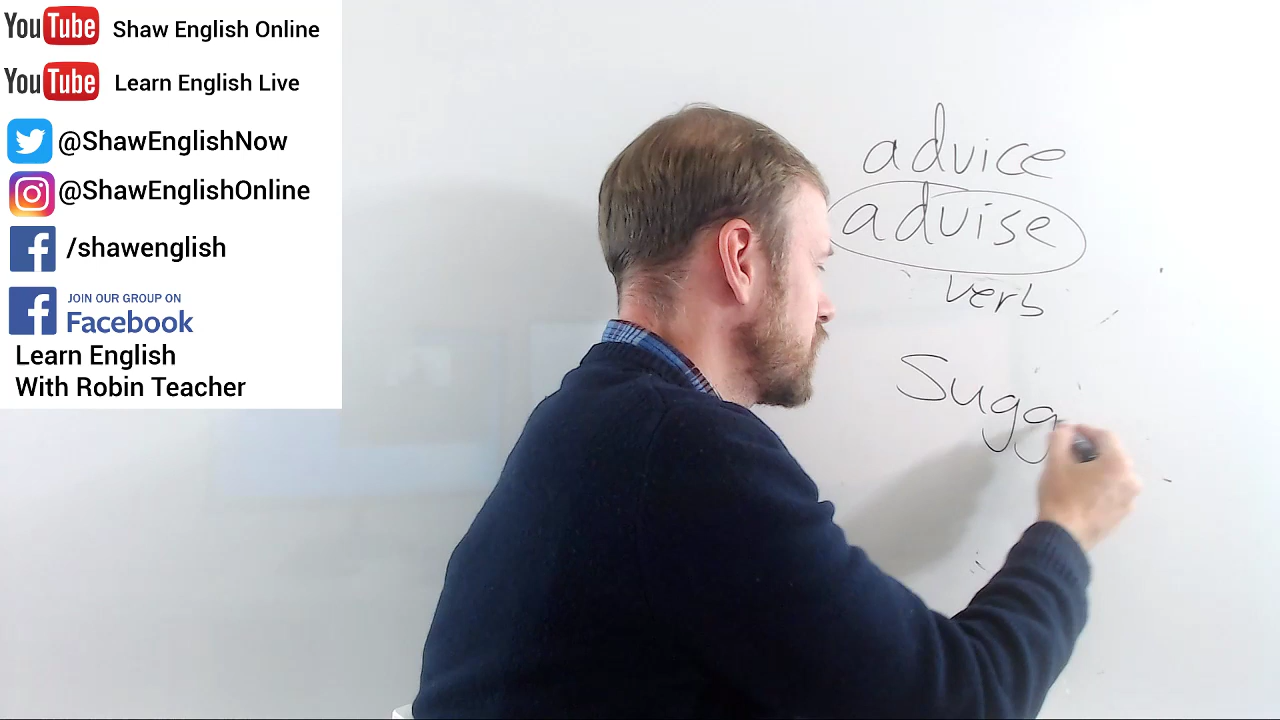 YouTube Shaw English Online
YouTube Learn English Live
@ShawEnglishNow
@ShawEnglishOnline
/shawenglish
JOIN OUR GROUP ON
Facebook
Learn English
With Robin Teacher
advice
advise
verb
Sugg